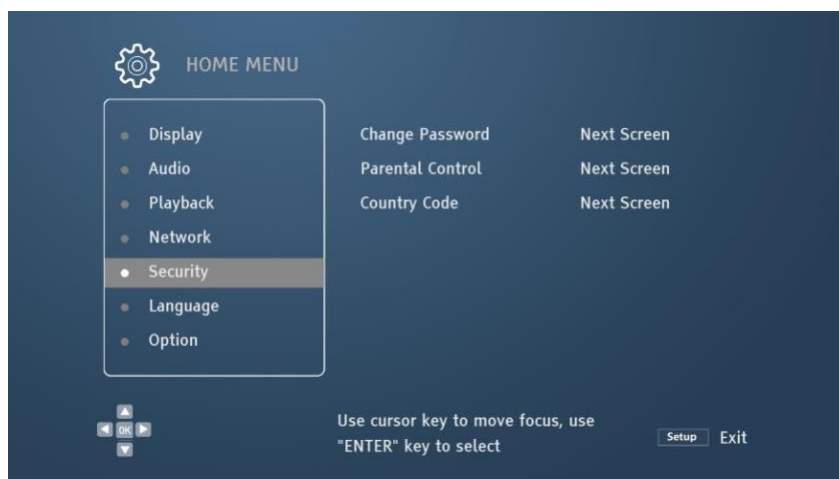 HOME MENU
Display
Audio
Playback
Network
Security
Language
Option
Change Password Next Screen
Parental Control Next Screen
Country Code Next Screen
OK
Use cursor key to move focus, use
"ENTER" key to select
Setup Exit